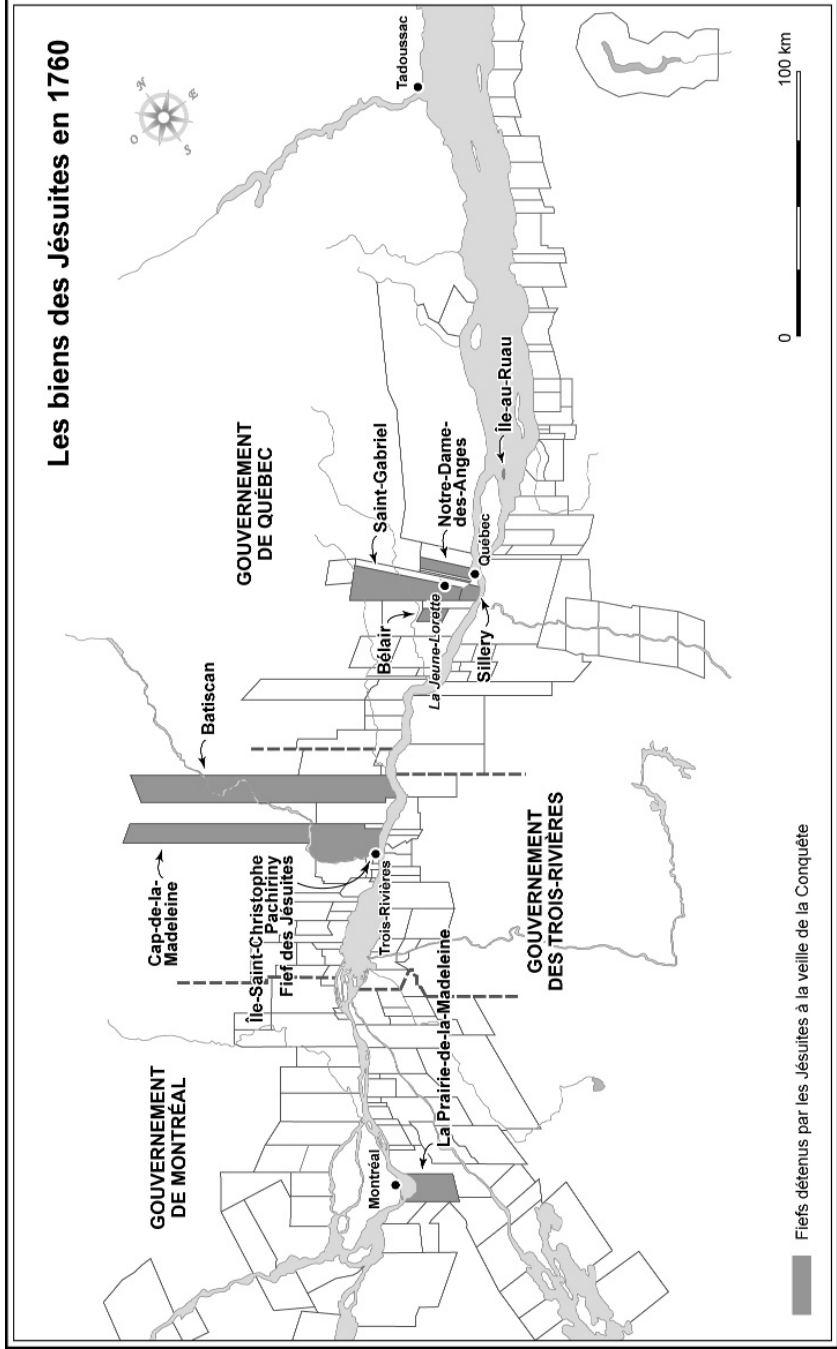 Les biens des Jésuites en 1760
N
E
S
O
Tadoussac
GOUVERNEMENT
DE QUÉBEC
Saint-Gabriel
Notre-Dame-
des-Anges
Québec
Île-au-Ruau
Bélair
La Jeune-Lorette
Sillery
Batiscan
Cap-de-la-
Madeleine
Île-Saint-Christophe
Pachiriny
Fief des Jésuites
Trois-Rivières
GOUVERNEMENT
DES TROIS-RIVIÈRES
GOUVERNEMENT
DE MONTRÉAL
Montréal
La Prairie-de-la-Madeleine
Fiefs détenus par les Jésuites à la veille de la Conquête
0
100 km